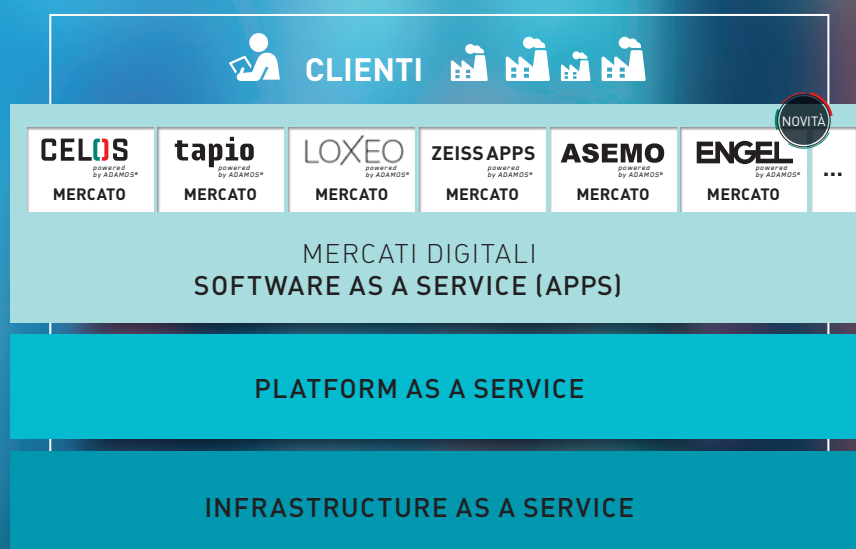 CLIENTI
NOVITÀ
CELOS
powered
by ADAMOS®
MERCATO
tapio
powered
by ADAMOS®
MERCATO
LOXEO
powered
by ADAMOS®
MERCATO
ZEISS APPS
powered
by ADAMOS®
MERCATO
ASEMO
powered
by ADAMOS®
MERCATO
ENGEL
powered
by ADAMOS®
MERCATO
...
MERCATI DIGITALI
SOFTWARE AS A SERVICE (APPS)
PLATFORM AS A SERVICE
INFRASTRUCTURE AS A SERVICE